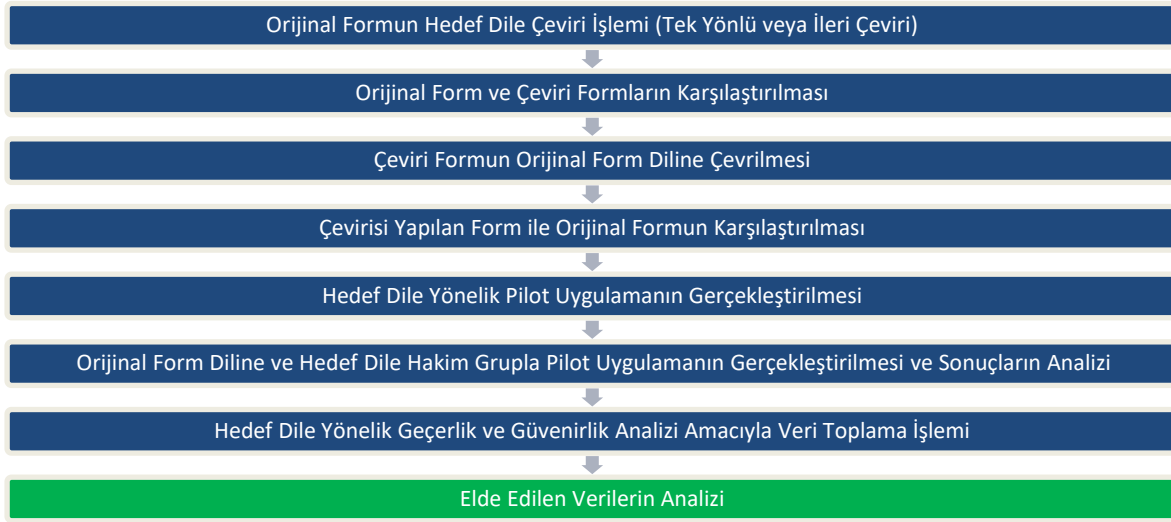 Orijinal Formun Hedef Dile Çeviri İşlemi (Tek Yönlü veya İleri Çeviri)
Orijinal Form ve Çeviri Formların Karşılaştırılması
Çeviri Formun Orijinal Form Diline Çevrilmesi
Çevirisi Yapılan Form ile Orijinal Formun Karşılaştırılması
Hedef Dile Yönelik Pilot Uygulamanın Gerçekleştirilmesi
Orijinal Form Diline ve Hedef Dile Hakim Grupla Pilot Uygulamanın Gerçekleştirilmesi ve Sonuçların Analizi
Hedef Dile Yönelik Geçerlik ve Güvenirlik Analizi Amacıyla Veri Toplama İşlemi
Elde Edilen Verilerin Analizi